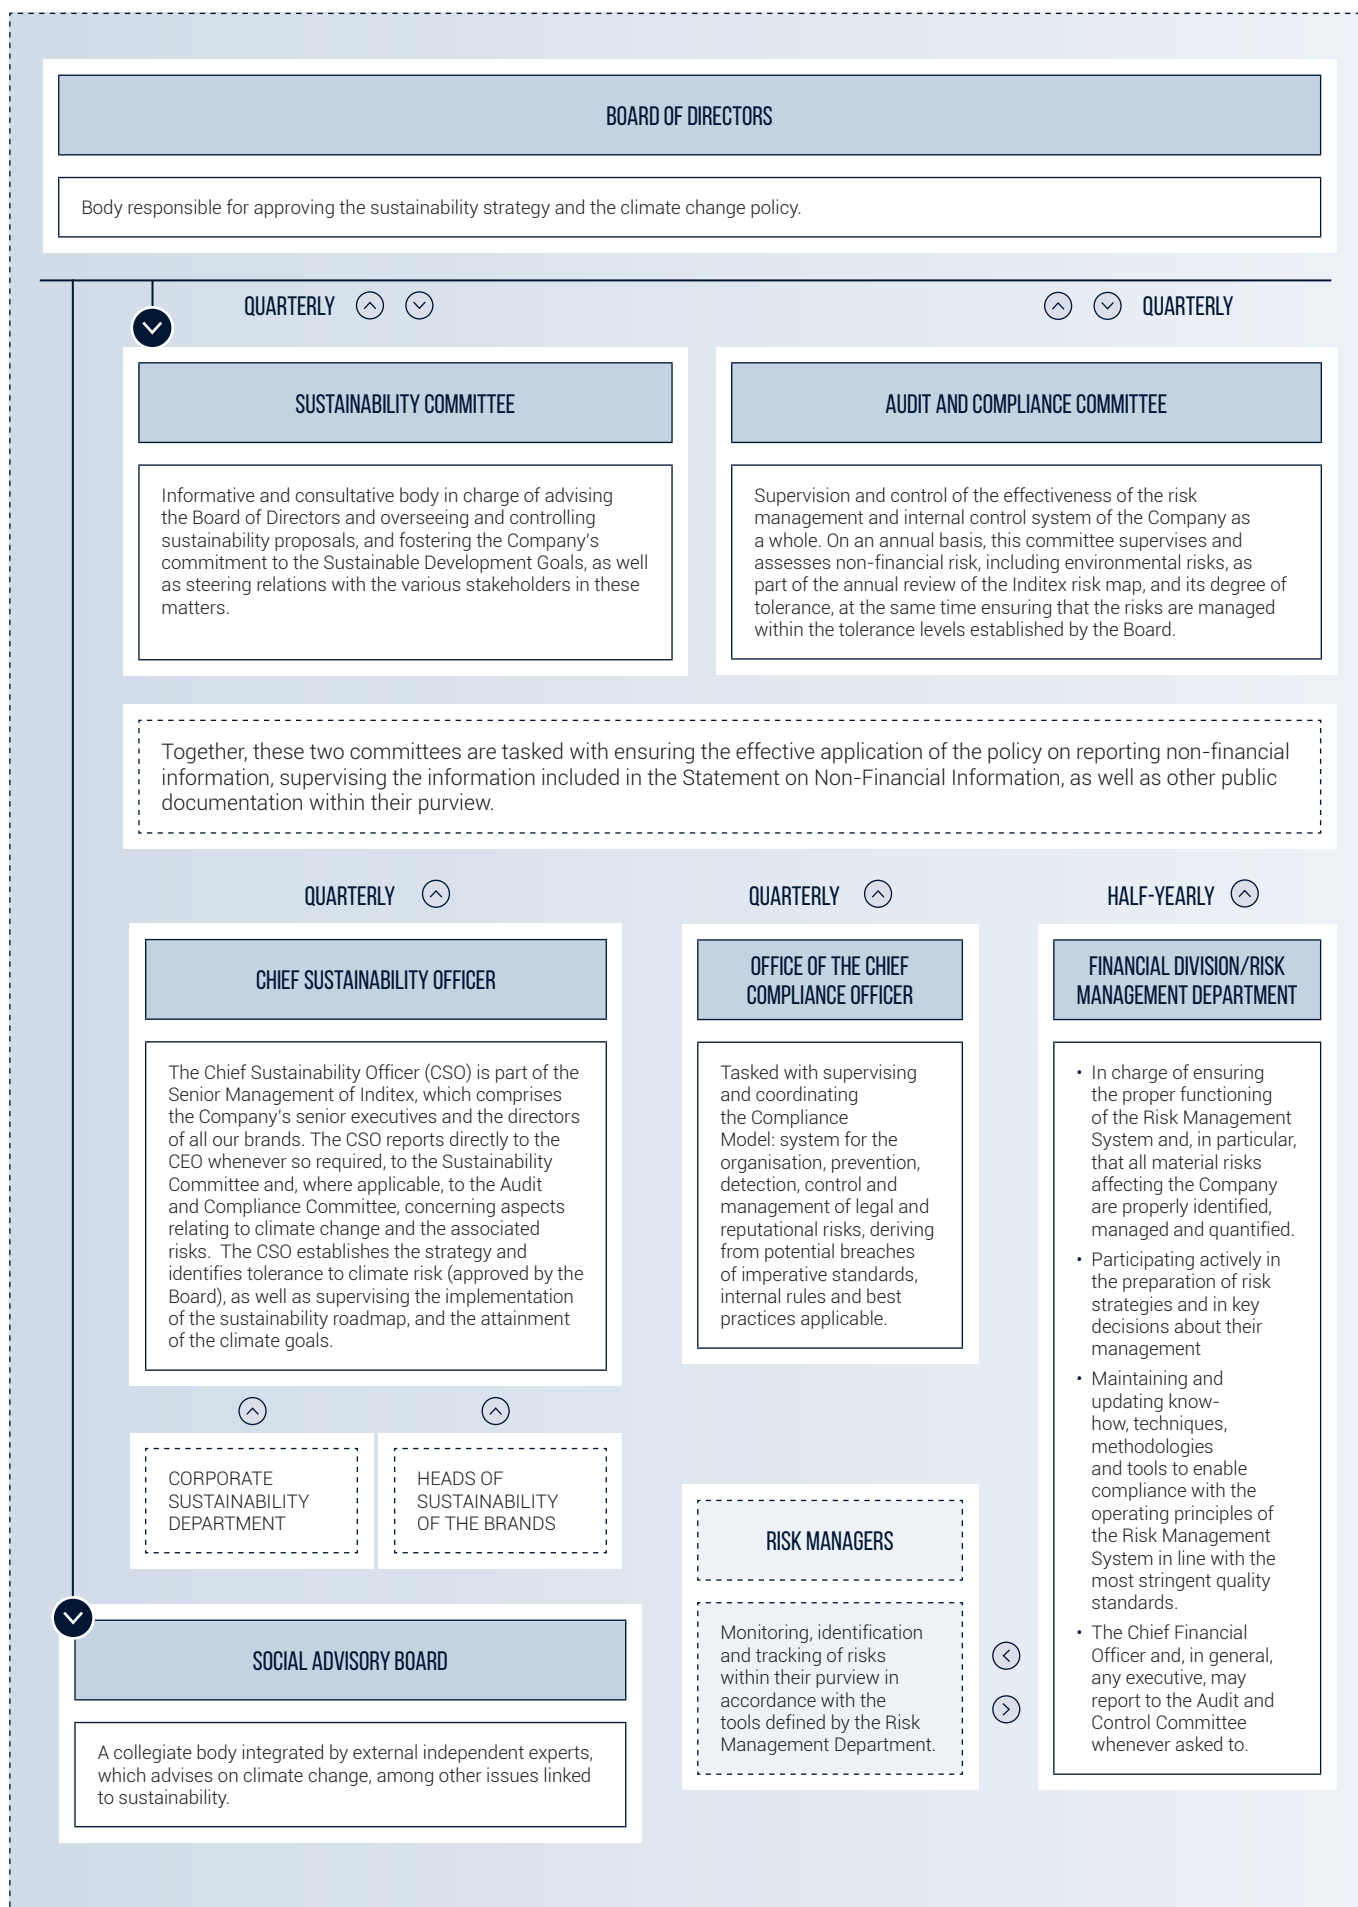 BOARD OF DIRECTORS
Body responsible for approving the sustainability strategy and the climate change policy.
QUARTERLY
QUARTERLY
SUSTAINABILITY COMMITTEE
Informative and consultative body in charge of advising
the Board of Directors and overseeing and controlling
sustainability proposals, and fostering the Company's
commitment to the Sustainable Development Goals, as well
as steering relations with the various stakeholders in these
matters.
AUDIT AND COMPLIANCE COMMITTEE
Supervision and control of the effectiveness of the risk
management and internal control system of the Company as
a whole. On an annual basis, this committee supervises and
assesses non-financial risk, including environmental risks, as
part of the annual review of the Inditex risk map, and its degree of
tolerance, at the same time ensuring that the risks are managed
within the tolerance levels established by the Board.
Together, these two committees are tasked with ensuring the effective application of the policy on reporting non-financial
information, supervising the information included in the Statement on Non-Financial Information, as well as other public
documentation within their purview.
QUARTERLY
CHIEF SUSTAINABILITY OFFICER
The Chief Sustainability Officer (CSO) is part of the
Senior Management of Inditex, which comprises
the Company's senior executives and the directors
of all our brands. The CSO reports directly to the
CEO whenever so required, to the Sustainability
Committee and, where applicable, to the Audit
and Compliance Committee, concerning aspects
relating to climate change and the associated
risks.  The CSO establishes the strategy and
identifies tolerance to climate risk (approved by the
Board), as well as supervising the implementation
of the sustainability roadmap, and the attainment
of the climate goals.
CORPORATE
SUSTAINABILITY
DEPARTMENT
HEADS OF
SUSTAINABILITY
OF THE BRANDS
SOCIAL ADVISORY BOARD
A collegiate body integrated by external independent experts,
which advises on climate change, among other issues linked
to sustainability.
QUARTERLY
OFFICE OF THE CHIEF
COMPLIANCE OFFICER
Tasked with supervising
and coordinating
the Compliance
Model: system for the
organisation, prevention,
detection, control and
management of legal and
reputational risks, deriving
from potential breaches
of imperative standards,
internal rules and best
practices applicable.
RISK MANAGERS
Monitoring, identification
and tracking of risks
within their purview in
accordance with the
tools defined by the Risk
Management Department.
HALF-YEARLY
FINANCIAL DIVISION/RISK
MANAGEMENT DEPARTMENT
• In charge of ensuring
the proper functioning
of the Risk Management
System and, in particular,
that all material risks
affecting the Company
are properly identified,
managed and quantified.
• Participating actively in
the preparation of risk
strategies and in key
decisions about their
management
• Maintaining and
updating know-
how, techniques,
methodologies
and tools to enable
compliance with the
operating principles of
the Risk Management
System in line with the
most stringent quality
standards.
• The Chief Financial
Officer and, in general,
any executive, may
report to the Audit and
Control Committee
whenever asked to.